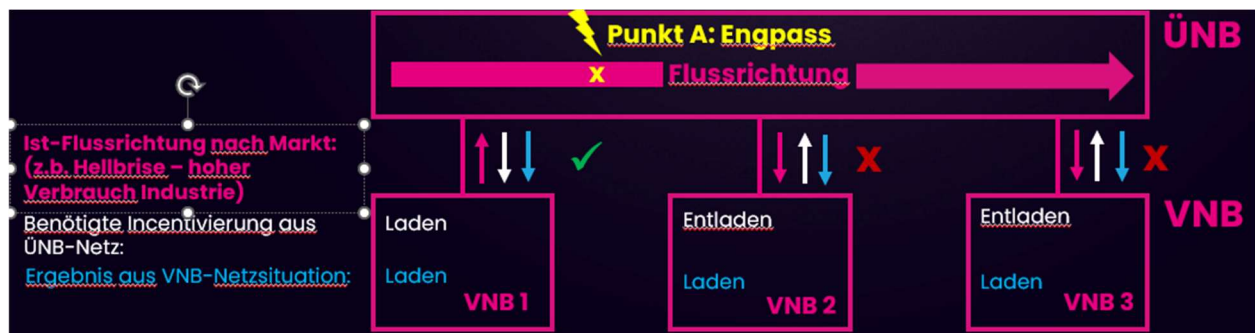 Punkt A: Engpass
ÜNB
x
Flussrichtung
Ist-Flussrichtung nach Markt:
(z.b. Hellbrise – hoher
Verbrauch Industrie)
✓
X
X
VNB
Benötigte Incentivierung aus
ÜNB-Netz:
Ergebnis aus VNB-Netzsituation:
Laden
Laden
VNB 1
Entladen
Laden
VNB 2
Entladen
Laden
VNB 3